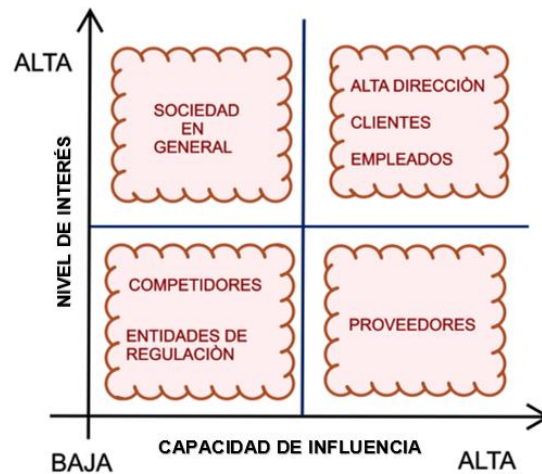 ALTA
NIVEL DE INTERÉS
SOCIEDAD
EN
GENERAL
ALTA DIRECCIÒN
CLIENTES
EMPLEADOS
COMPETIDORES
ENTIDADES DE
REGULACIÒN
PROVEEDORES
BAJA
CAPACIDAD DE INFLUENCIA
ALTA